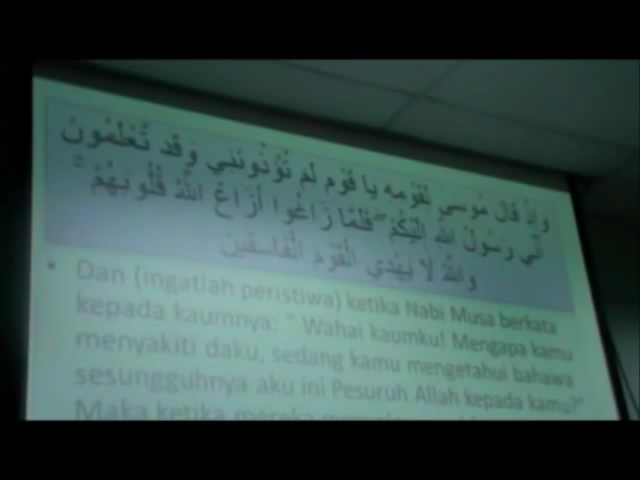 وَإِذْ قَالَ مُوسَى لِقَوْمِهِ يَا قَوْمِ لِمَ تُؤْذُونَنِي وَقَد تَّعْلَمُونَ
أَنِّي رَسُولُ اللَّهِ إِلَيْكُمْ ۖ فَلَمَّا زَاغُوا أَزَاغَ اللَّهُ قُلُوبَهُمْ ۚ
وَاللَّهُ لَا يَهْدِي الْقَوْمَ الْفَاسِقِينَ
• Dan (ingatlah peristiwa) ketika Nabi Musa berkata
kepada kaumnya: " Wahai kaumku! Mengapa kamu
menyakiti daku, sedang kamu mengetahui bahawa
sesungguhnya aku ini Pesuruh Allah kepada kamu?"
Maka ketika mereka